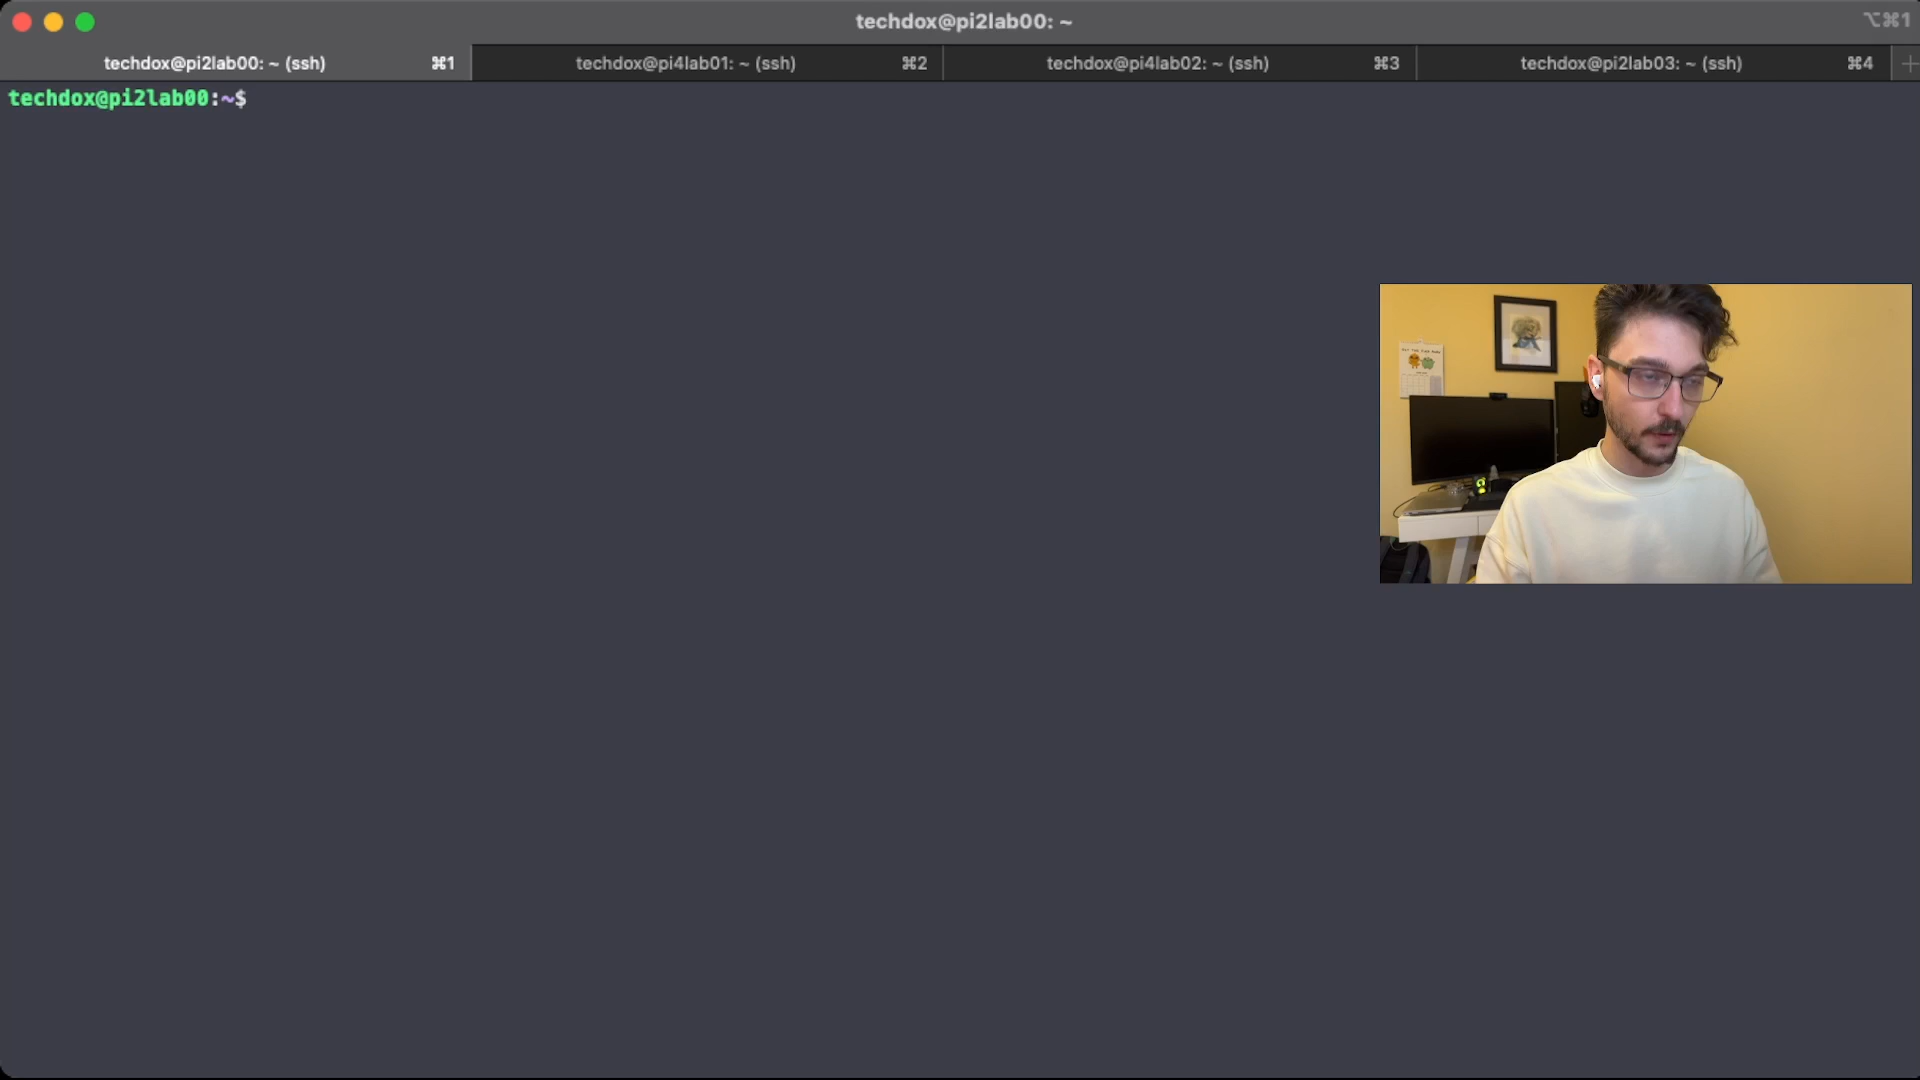 techdox@pi2lab00: ~
⌥⌘1
techdox@pi2lab00: ~ (ssh) ⌘1
techdox@pi4lab01: ~ (ssh) ⌘2
techdox@pi4lab02: ~ (ssh) ⌘3
techdox@pi2lab03: ~ (ssh) ⌘4
techdox@pi2lab00:~$